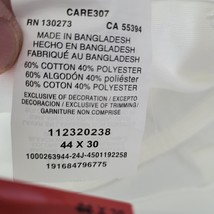 CARE307
RN 130273 CA 55394
MADE IN BANGLADESH
HECHO EN BANGLADESH
FABRIQUÉ AU BANGLADESH
60% COTTON 40% POLYESTER
60% ALGODÓN 40% poliéster
60% COTON 40% POLYESTER
EXCLUSIVE OF DECORATION / EXCEPTO
DECORACION / EXCLUSIVE OF TRIMMING/
GARNITURE NON COMPRISE
112320238
44 X 30
1000263944-24J-4501192258
191684796775